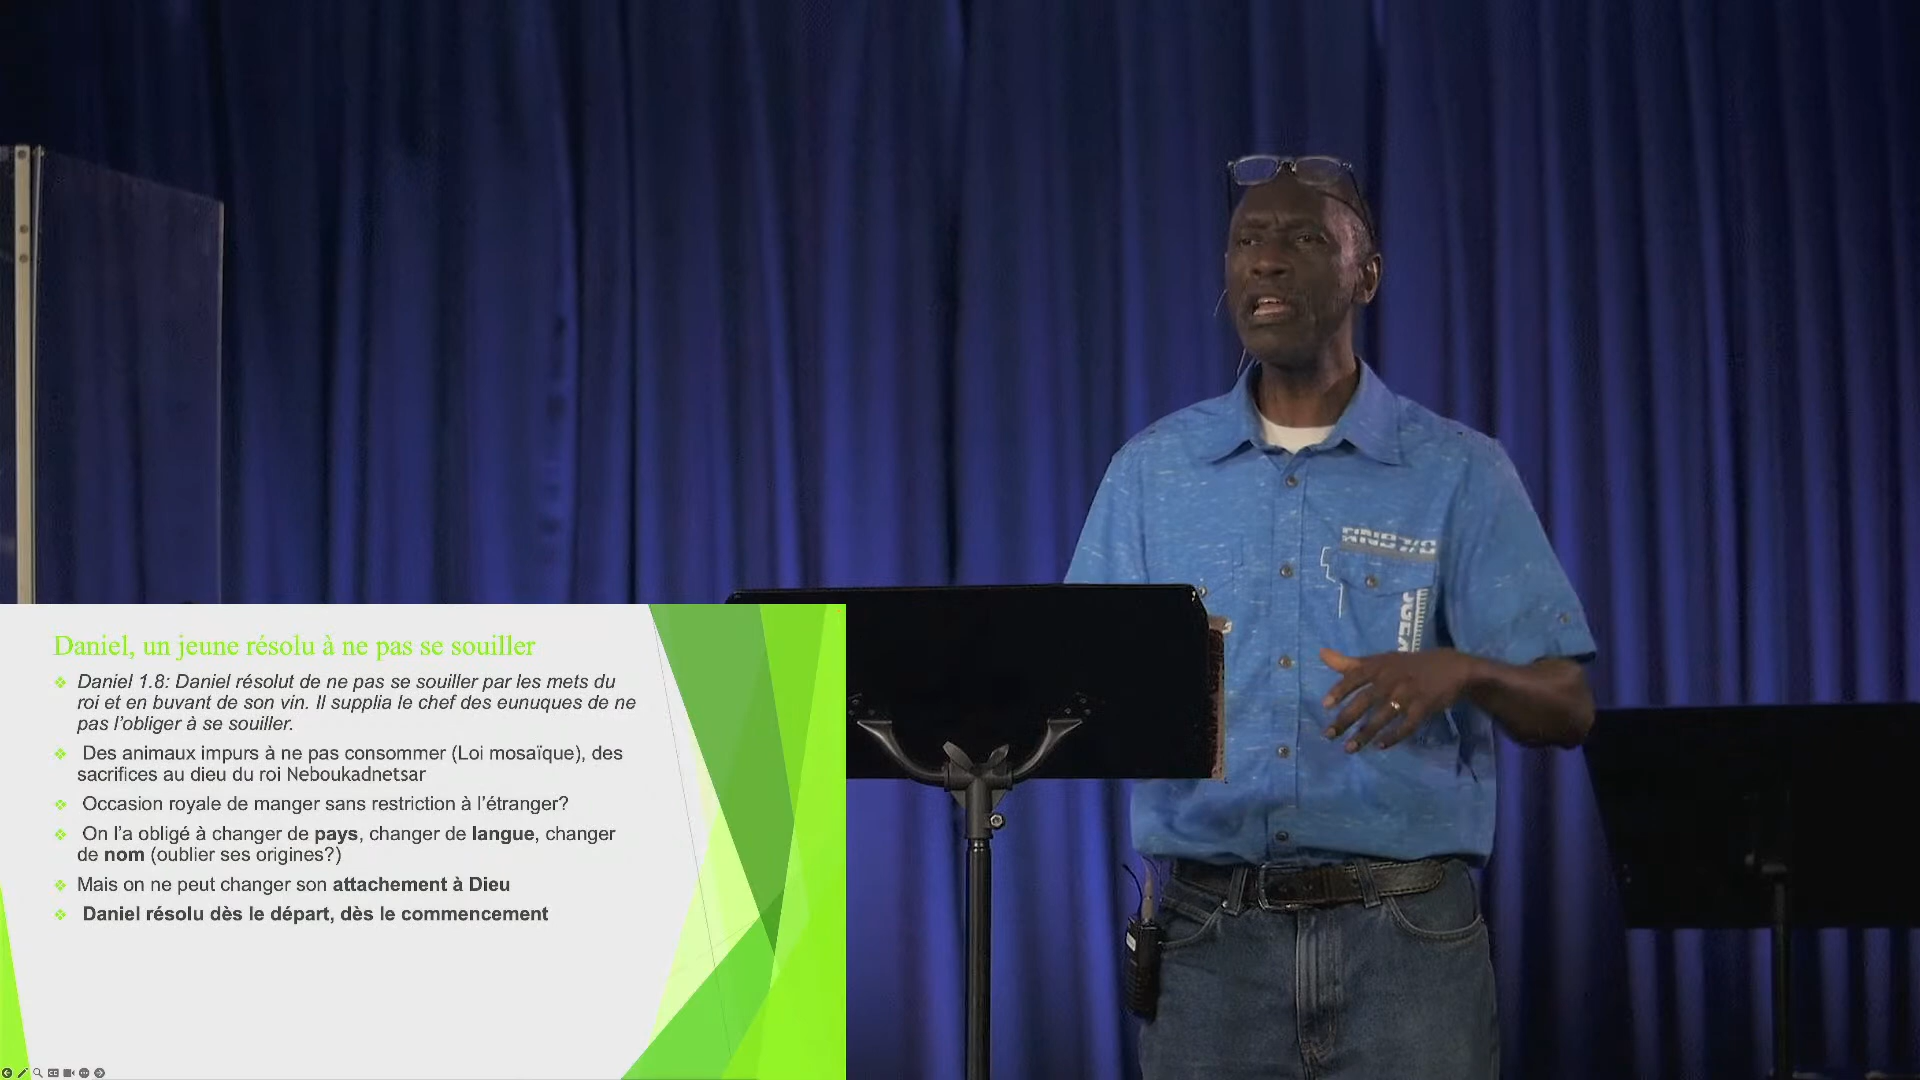 Daniel, un jeune résolu à ne pas se souiller
Daniel 1.8: Daniel résolut de ne pas se souiller par les mets du
roi et en buvant de son vin. Il supplia le chef des eunuques de ne
pas l’obliger à se souiller.
Des animaux impurs à ne pas consommer (Loi mosaïque), des
sacrifices au dieu du roi Neboukadnetsar
Occasion royale de manger sans restriction à l’étranger?
On l’a obligé à changer de pays, changer de langue, changer
de nom (oublier ses origines?)
Mais on ne peut changer son attachement à Dieu
Daniel résolu dès le départ, dès le commencement